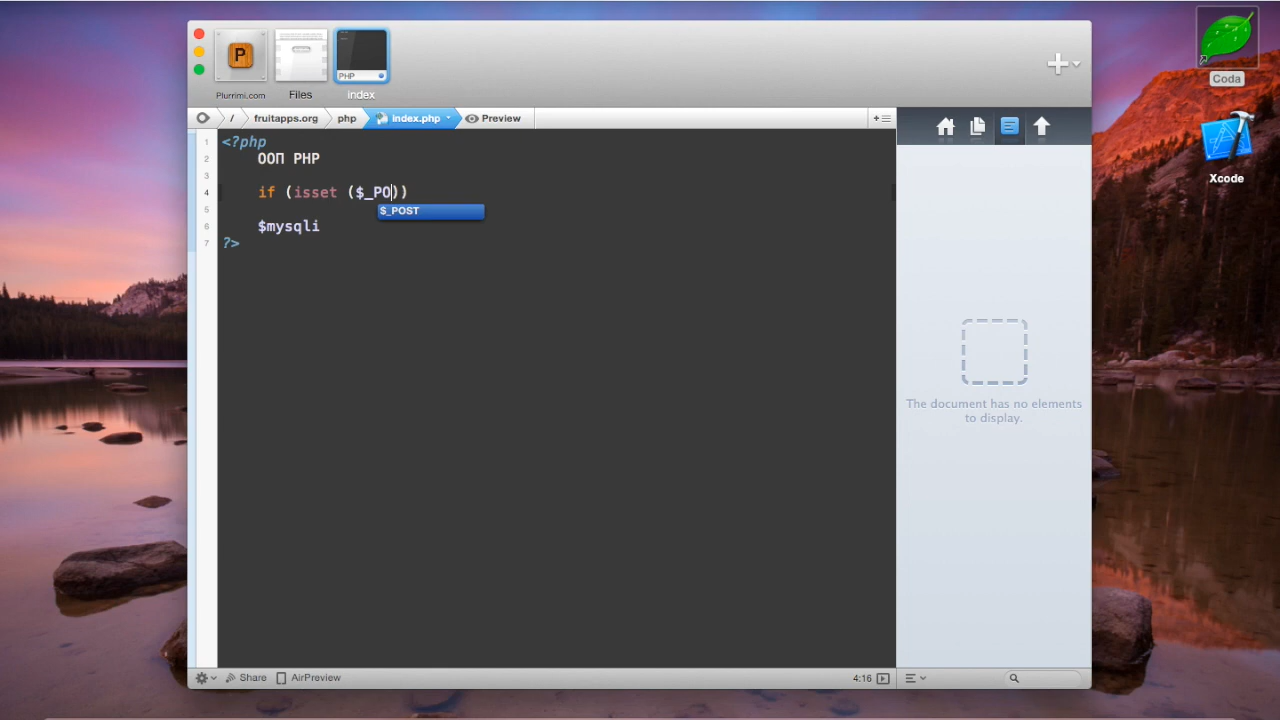 P
PHP
Plurrimi.com
Files
index
/
fruitapps.org
php
index.php
Preview
1 <?php
2 ООП PHP
3
4 if (isset ($_PO))
$_POST
5
6 $mysqli
7 ?>
The document has no elements
to display.
Share
AirPreview
4:16
Coda
Xcode